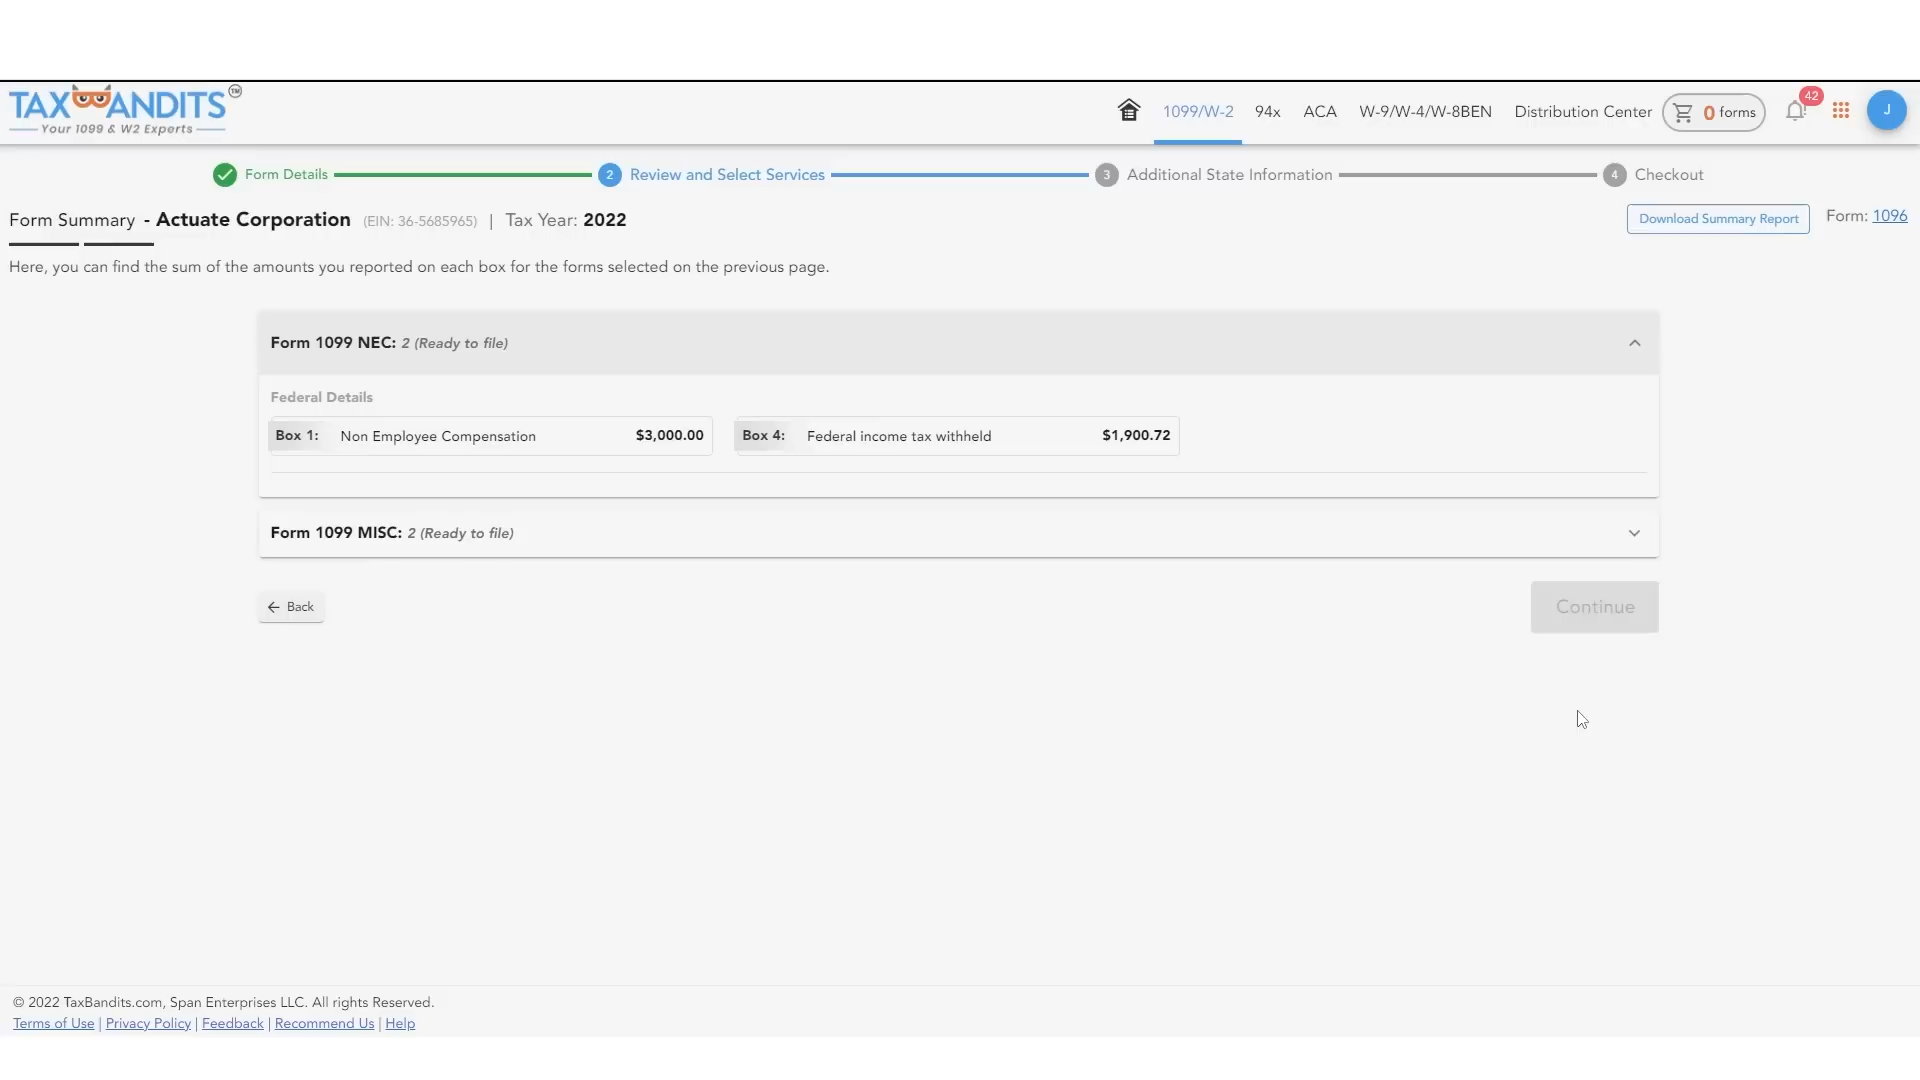 TAXBANDITS TM
Your 1099 & W2 Experts
1099/W-2 94x ACA W-9/W-4/W-8BEN Distribution Center 0 forms 42 J
Form Details 2 Review and Select Services 3 Additional State Information 4 Checkout
Form Summary - Actuate Corporation (EIN: 36-5685965) | Tax Year: 2022 Download Summary Report Form: 1096
Here, you can find the sum of the amounts you reported on each box for the forms selected on the previous page.
Form 1099 NEC: 2 (Ready to file)
Federal Details
Box 1: Non Employee Compensation $3,000.00 Box 4: Federal income tax withheld $1,900.72
Form 1099 MISC: 2 (Ready to file)
Back Continue
© 2022 TaxBandits.com, Span Enterprises LLC. All rights Reserved.
Terms of Use | Privacy Policy | Feedback | Recommend Us | Help